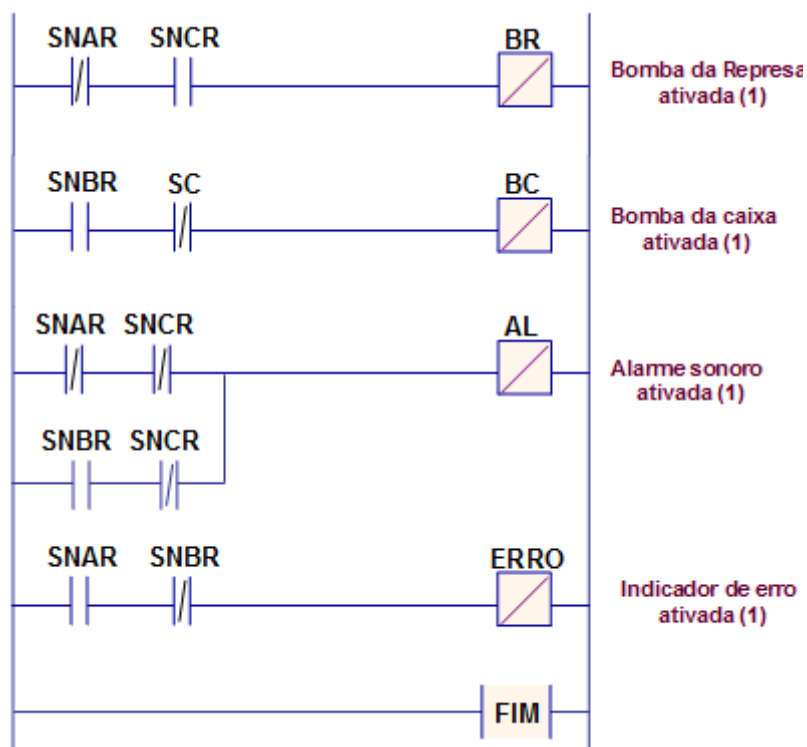 SNAR SNCR BR
Bomba da Represa
ativada (1)
SNBR SC BC
Bomba da caixa
ativada (1)
SNAR SNCR AL
Alarme sonoro
ativada (1)
SNBR SNCR
SNAR SNBR ERRO
Indicador de erro
ativada (1)
FIM